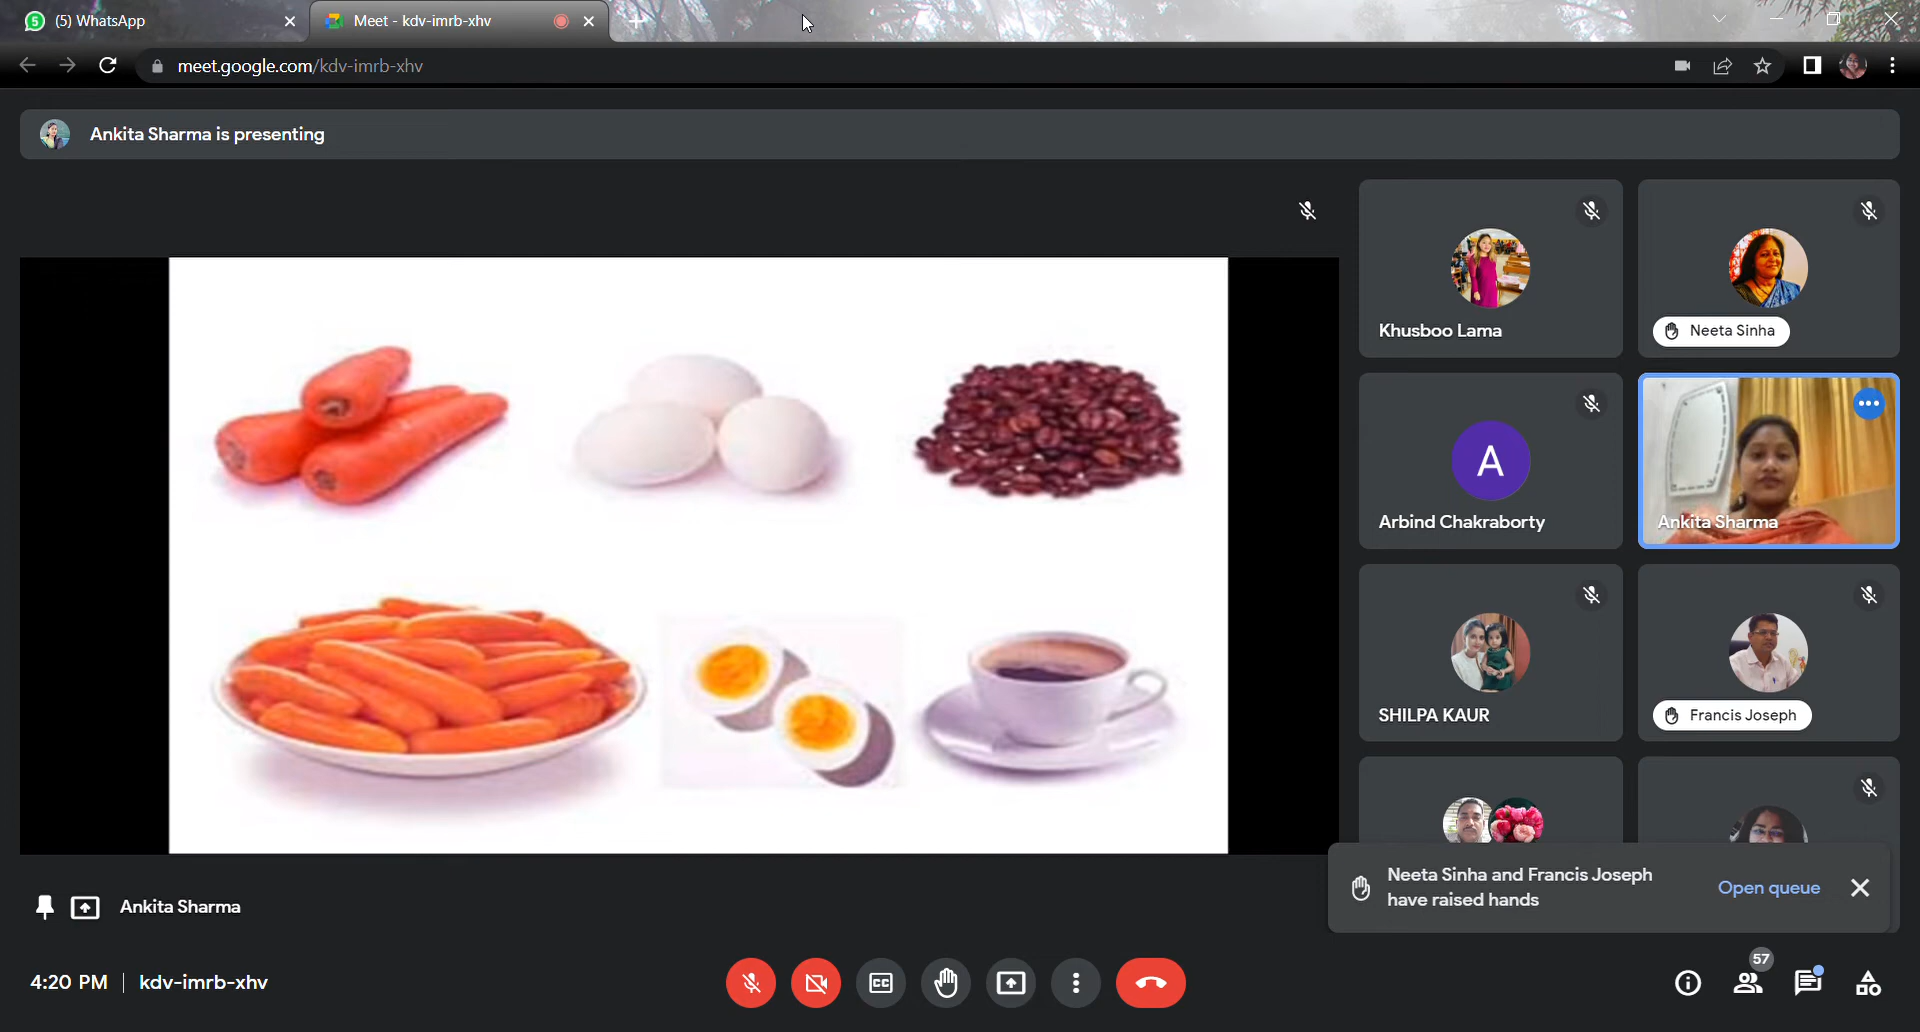 (5) WhatsApp
Meet - kdv-imrb-xhv
meet.google.com/kdv-imrb-xhv
Ankita Sharma is presenting
Khusboo Lama
Neeta Sinha
A
Arbind Chakraborty
Ankita Sharma
SHILPA KAUR
Francis Joseph
Neeta Sinha and Francis Joseph
have raised hands
Open queue
Ankita Sharma
4:20 PM
kdv-imrb-xhv
CC
57